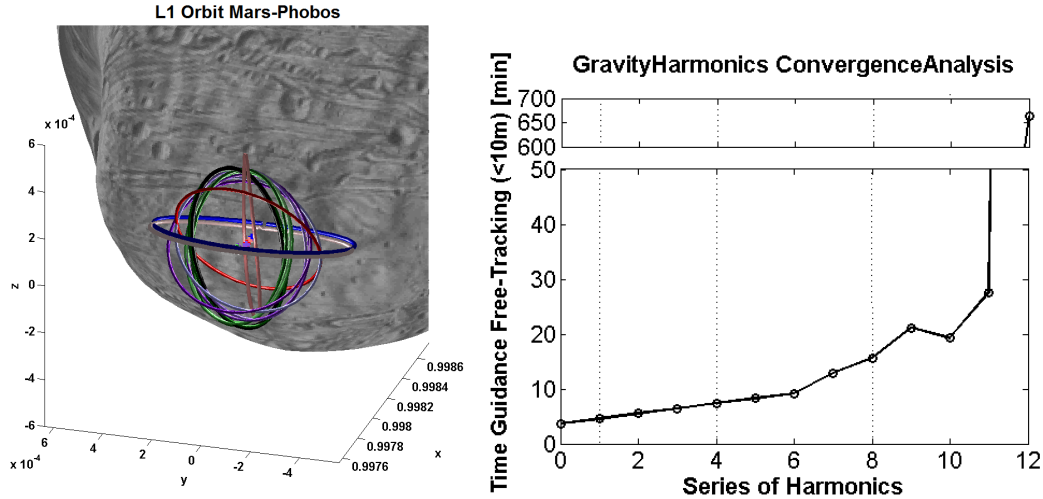 L1 Orbit Mars-Phobos
x 10⁻⁴
6
4
2
0
-2
-4
-6
z
6
4
2
0
-2
-4
x 10⁻⁴
y
0.9986
0.9984
0.9982
0.998
0.9978
0.9976
x
GravityHarmonics ConvergenceAnalysis
Time Guidance Free-Tracking (<10m) [min]
700
650
600
50
40
30
20
10
0
0 2 4 6 8 10 12
Series of Harmonics